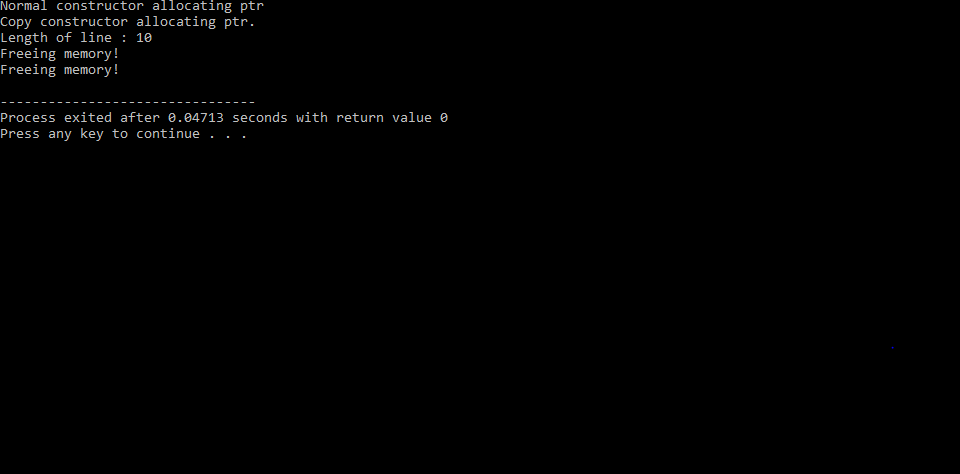 Normal constructor allocating ptr
Copy constructor allocating ptr.
Length of line : 10
Freeing memory!
Freeing memory!
--------------------------------
Process exited after 0.04713 seconds with return value 0
Press any key to continue . . .